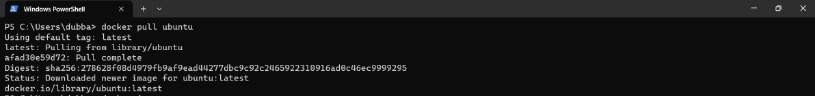 Windows PowerShell
PS C:\Users\dubba> docker pull ubuntu
Using default tag: latest
latest: Pulling from library/ubuntu
afad30e59d72: Pull complete
Digest: sha256:278628f08d4979fb9af9ead44277dbc9c92c2465922310916ad0c46ec9999295
Status: Downloaded newer image for ubuntu:latest
docker.io/library/ubuntu:latest